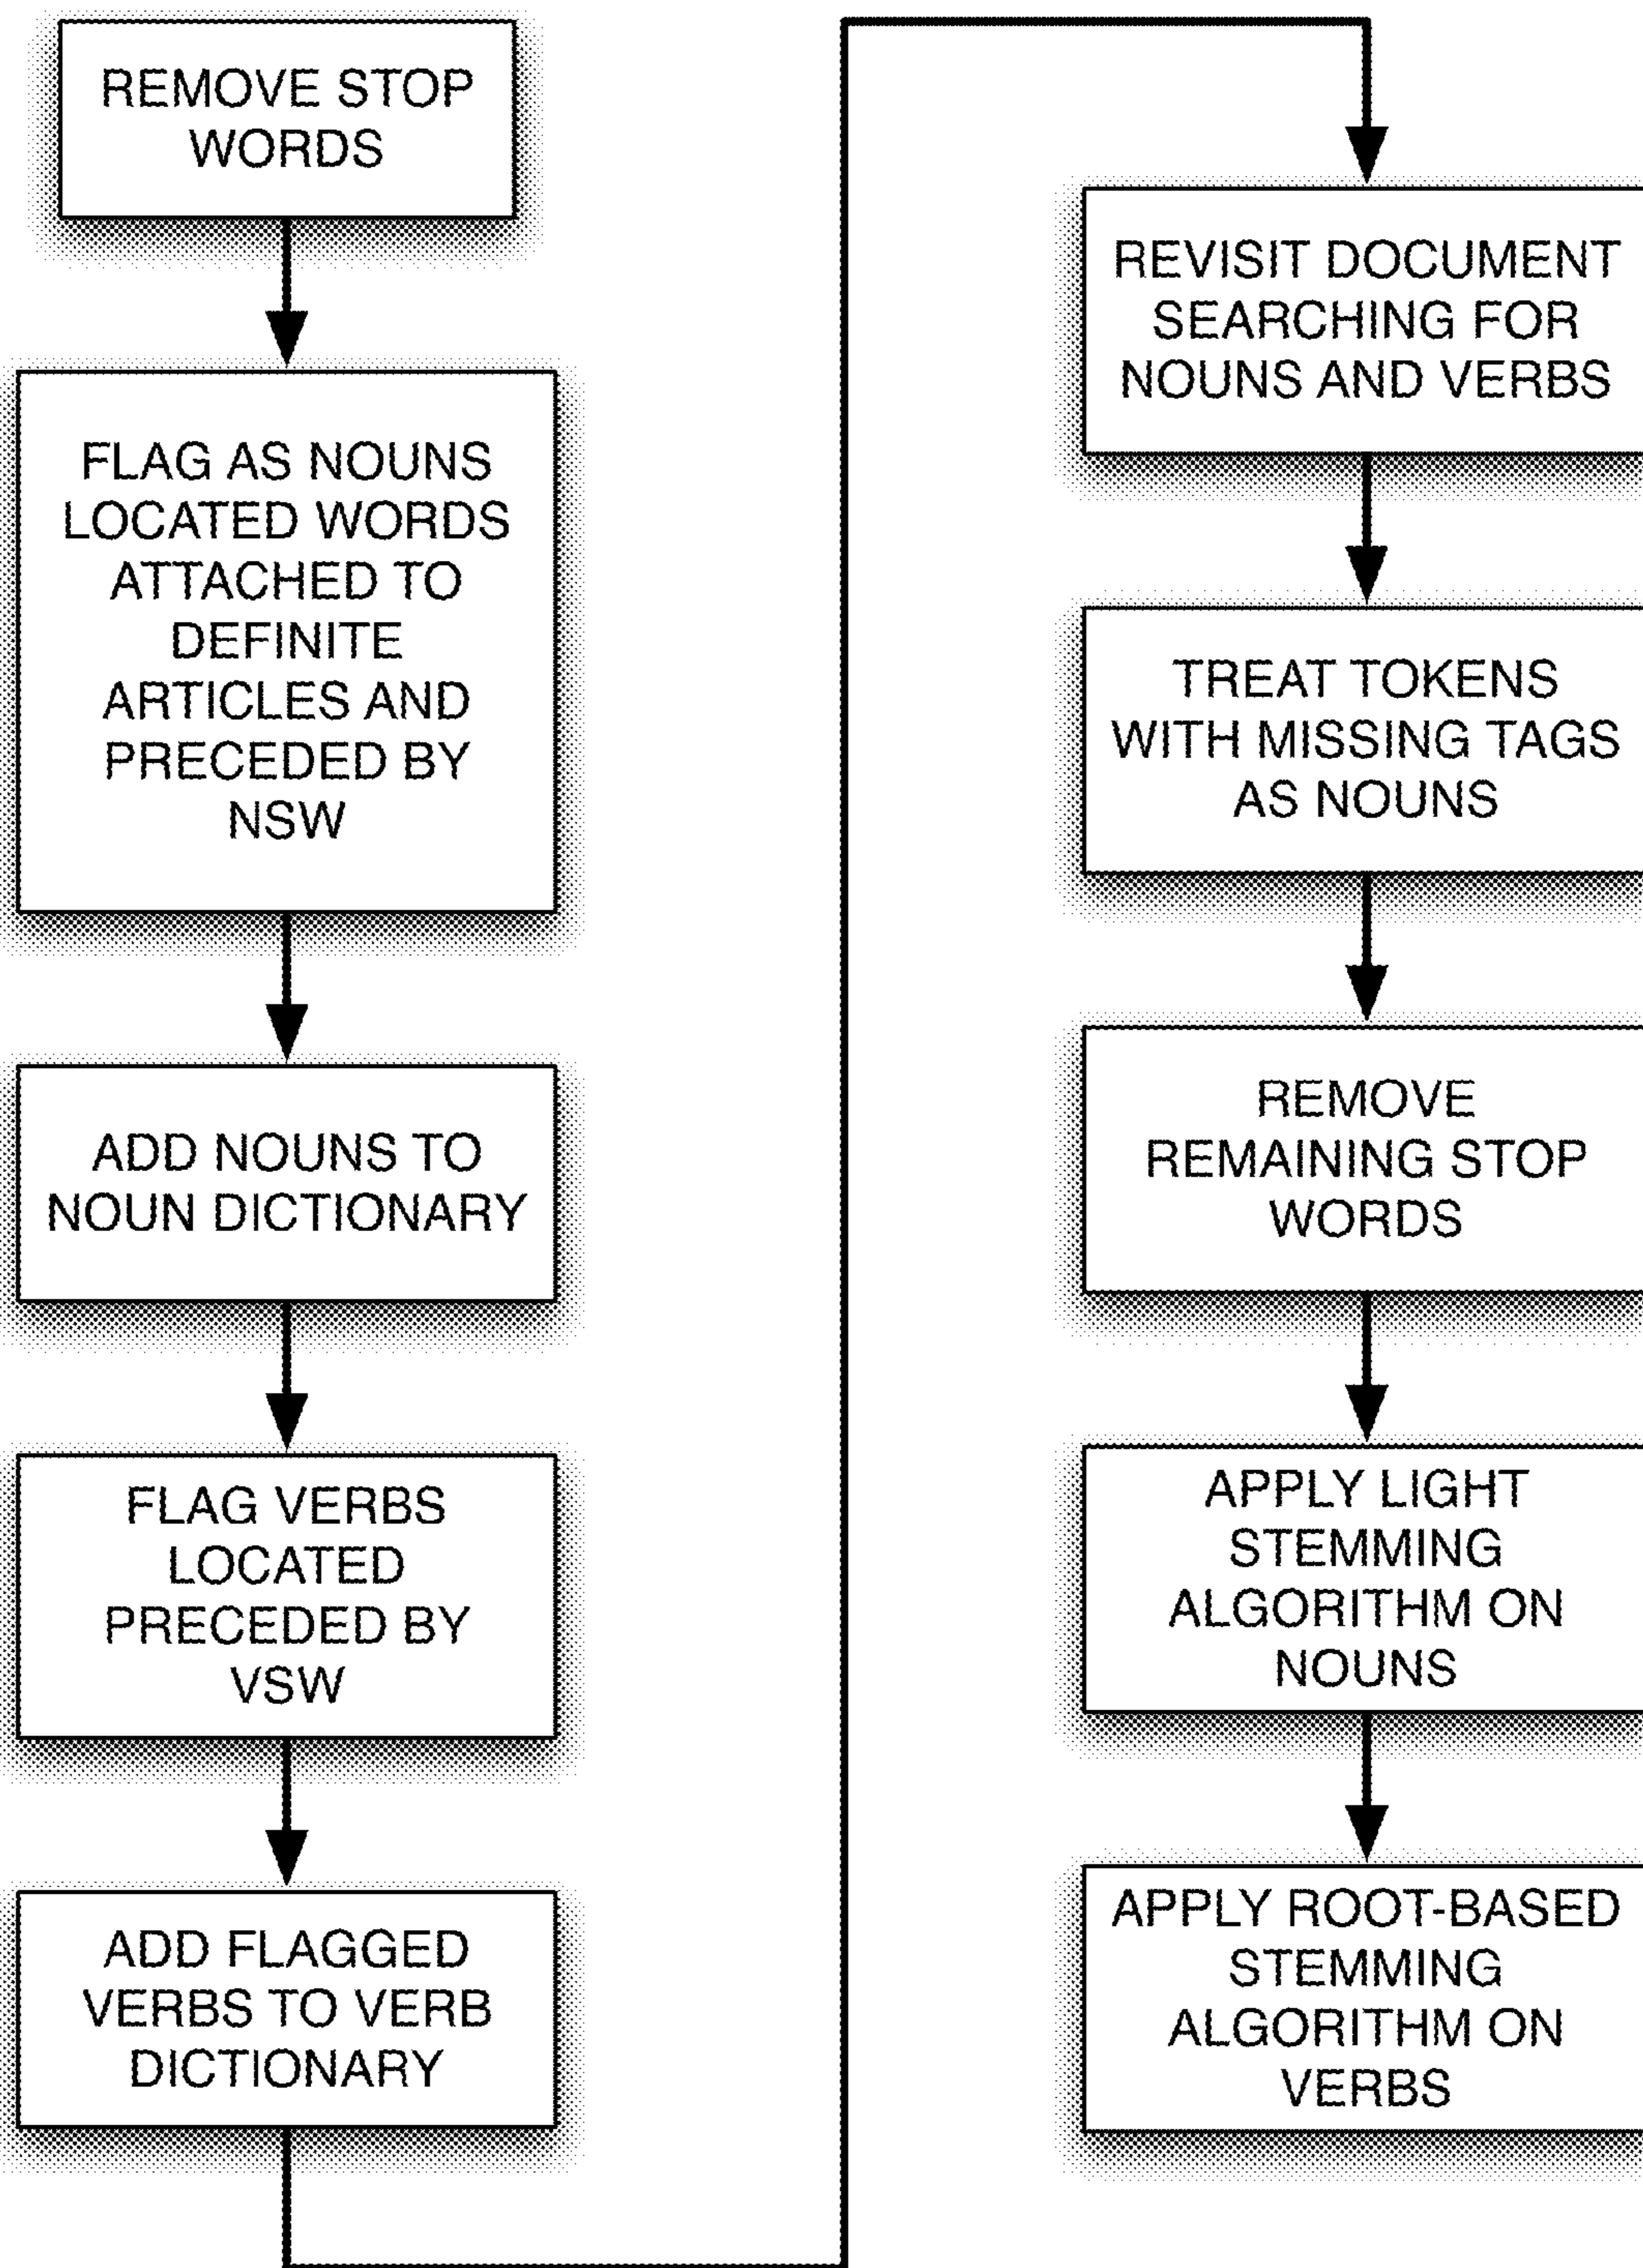 REMOVE STOP
WORDS
FLAG AS NOUNS
LOCATED WORDS
ATTACHED TO
DEFINITE
ARTICLES AND
PRECEDED BY
NSW
ADD NOUNS TO
NOUN DICTIONARY
FLAG VERBS
LOCATED
PRECEDED BY
VSW
ADD FLAGGED
VERBS TO VERB
DICTIONARY
REVISIT DOCUMENT
SEARCHING FOR
NOUNS AND VERBS
TREAT TOKENS
WITH MISSING TAGS
AS NOUNS
REMOVE
REMAINING STOP
WORDS
APPLY LIGHT
STEMMING
ALGORITHM ON
NOUNS
APPLY ROOT-BASED
STEMMING
ALGORITHM ON
VERBS